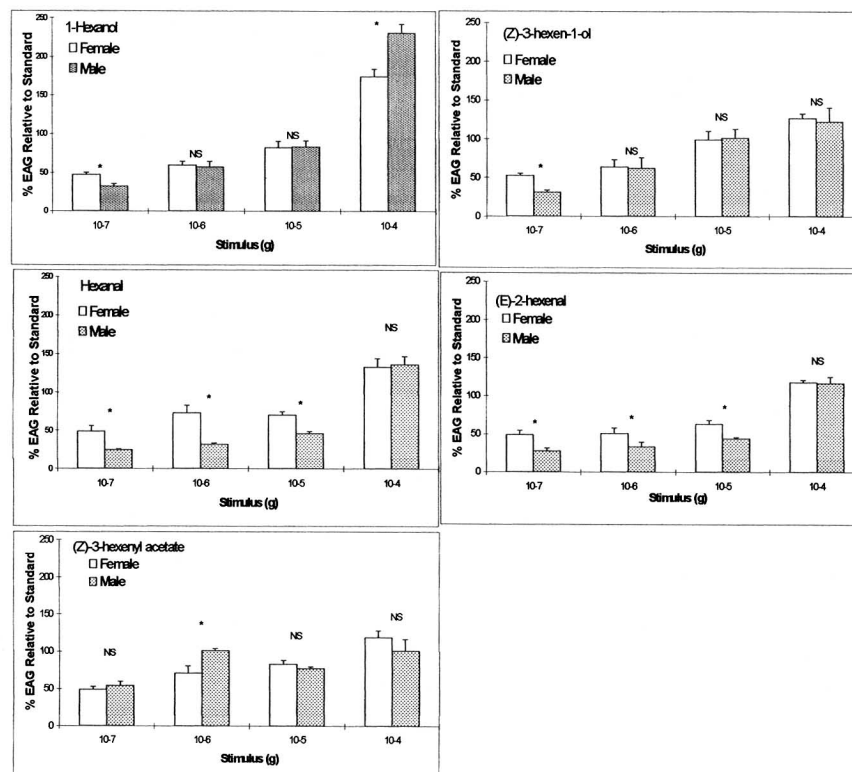 1-Hexanol
Female
Male
% EAG Relative to Standard
250
200
150
100
50
0
*
NS
NS
*
10-7
10-6
10-5
10-4
Stimulus (g)
(Z)-3-hexen-1-ol
Female
Male
% EAG Relative to Standard
250
200
150
100
50
0
*
NS
NS
NS
10-7
10-6
10-5
10-4
Stimulus (g)
Hexanal
Female
Male
% EAG Relative to Standard
250
200
150
100
50
0
*
*
*
NS
10-7
10-6
10-5
10-4
Stimulus (g)
(E)-2-hexenal
Female
Male
% EAG Relative to Standard
250
200
150
100
50
0
*
*
*
NS
10-7
10-6
10-5
10-4
Stimulus (g)
(Z)-3-hexenyl acetate
Female
Male
% EAG Relative to Standard
250
200
150
100
50
0
NS
*
NS
NS
10-7
10-6
10-5
10-4
Stimulus (g)